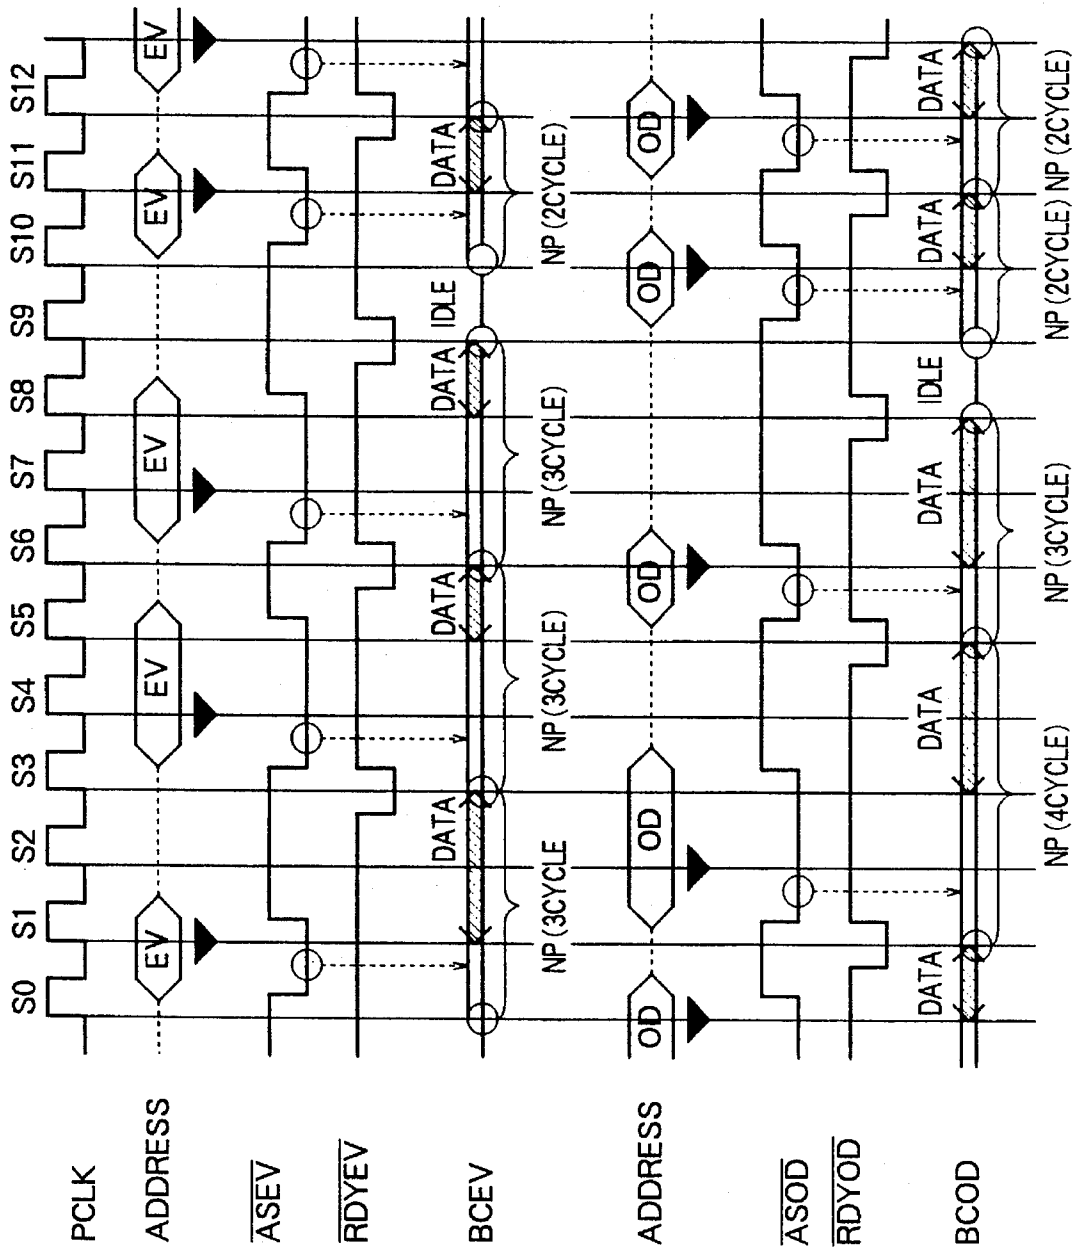 S0 S1 S2 S3 S4 S5 S6 S7 S8 S9 S10 S11 S12
PCLK
ADDRESS EV EV EV EV EV
ASEV
RDYEV
DATA DATA DATA IDLE DATA
BCEV
NP(3CYCLE NP(3CYCLE) NP(3CYCLE) NP(2CYCLE)
ADDRESS OD OD OD OD OD
ASOD
RDYOD
DATA DATA DATA IDLE DATA DATA
BCOD
NP(4CYCLE) NP(3CYCLE) NP(2CYCLE) NP(2CYCLE)